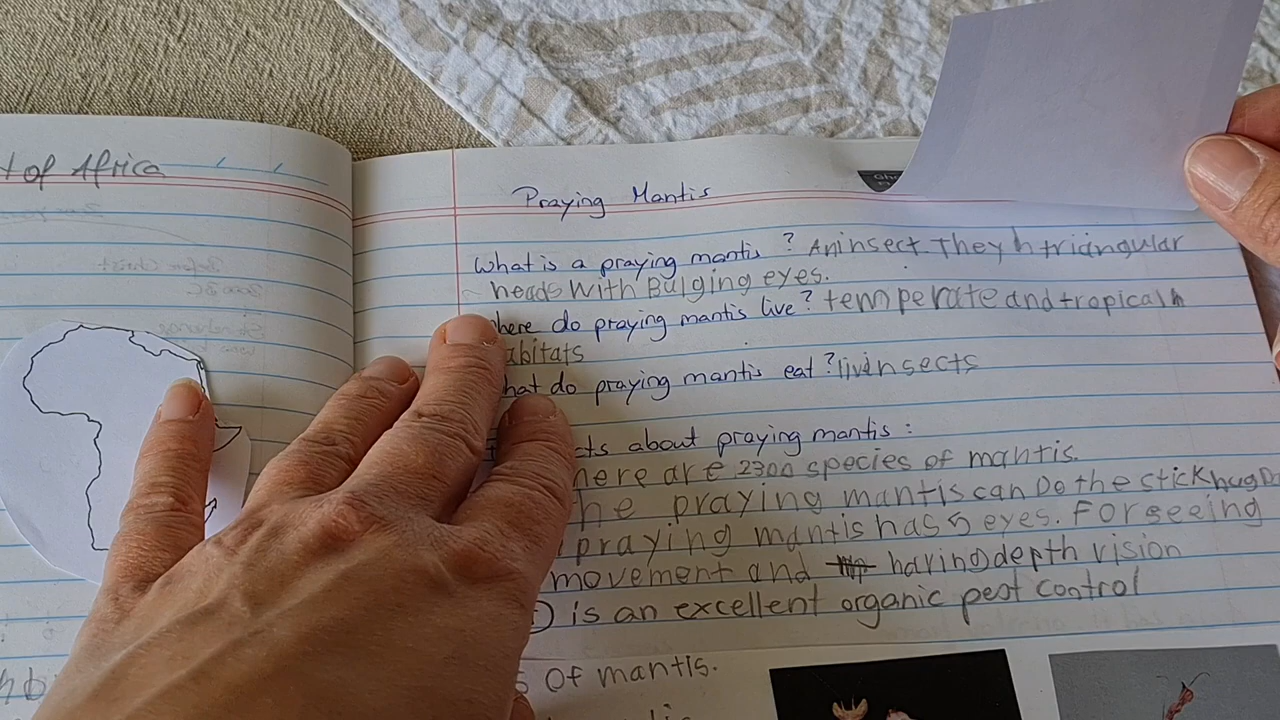 t of Africa
Praying Mantis
What is a praying mantis ? An insect. They h triangular
heads with Bulging eyes.
here do praying mantis live? temperate and tropical h
abitats
hat do praying mantis eat ? livinsects
cts about praying mantis :
here are 2300 species of mantis.
he praying mantis can Do the stick hug D
praying mantis has 5 eyes. For seeing
movement and having depth vision
is an excellent organic pest control
s of mantis.